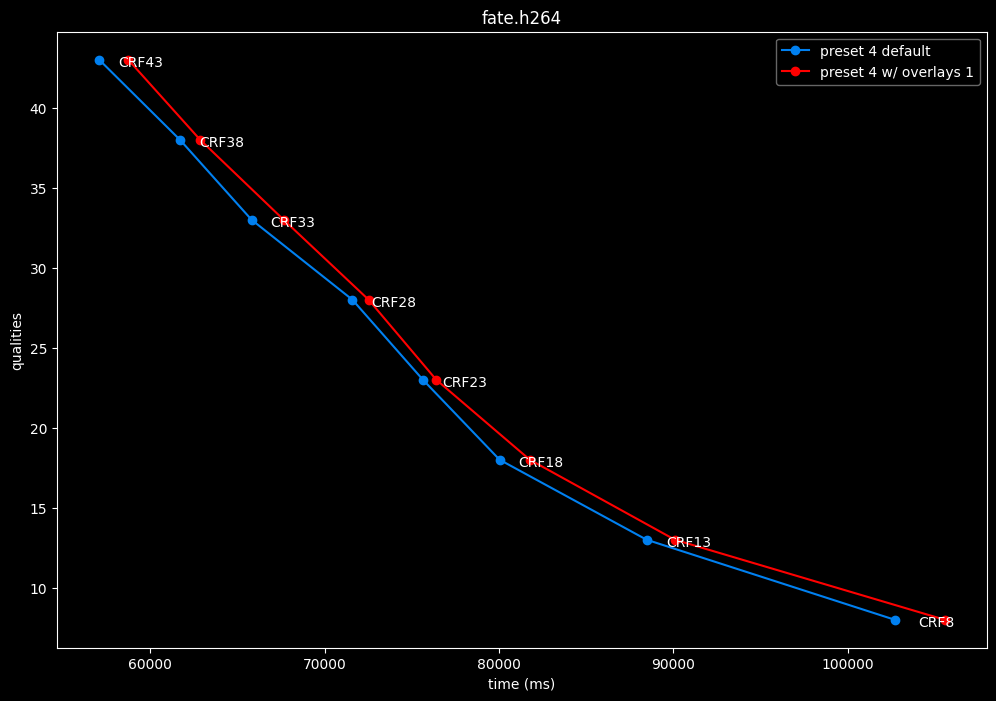 fate.h264
preset 4 default
preset 4 w/ overlays 1
CRF43
CRF38
CRF33
CRF28
CRF23
CRF18
CRF13
CRF8
qualities
40
35
30
25
20
15
10
60000
70000
80000
90000
100000
time (ms)